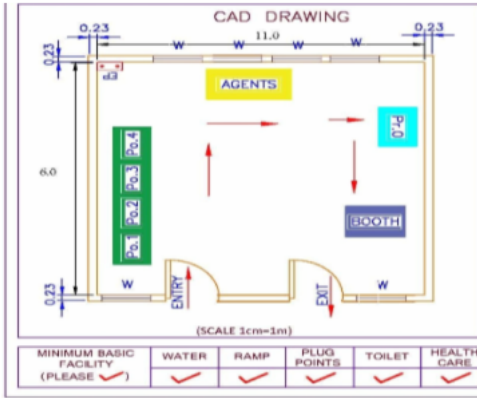 CAD DRAWING
0.23 11.0 0.23
0.23
W W W W
AGENTS
Pr.O
Po.4
Po.3
Po.2
Po.1
6.0
BOOTH
0.23
W W
ENTRY EXIT
(SCALE 1cm=1m)
MINIMUM BASIC FACILITY (PLEASE ✓) WATER RAMP PLUG POINTS TOILET HEALTH CARE